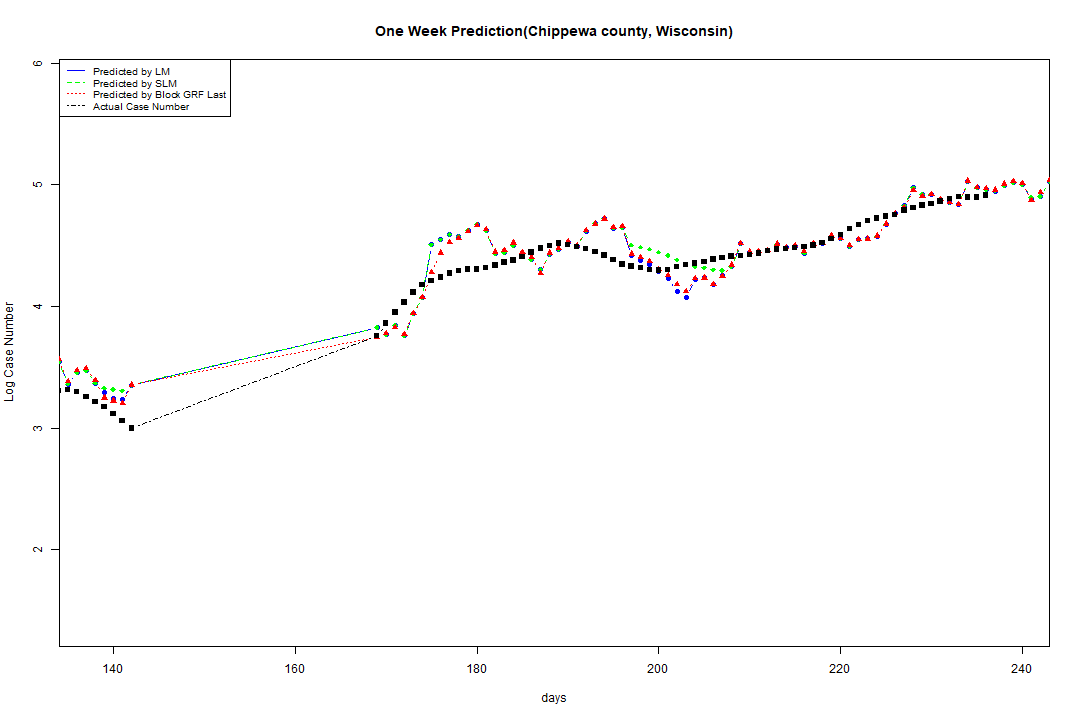 One Week Prediction(Chippewa county, Wisconsin)
Predicted by LM
Predicted by SLM
Predicted by Block GRF Last
Actual Case Number
6
5
4
3
2
Log Case Number
140 160 180 200 220 240
days